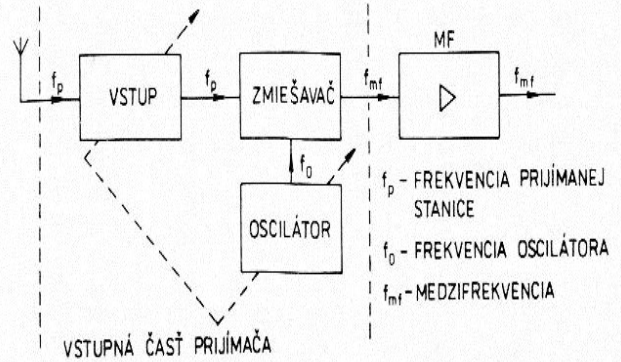 MF
f_p
VSTUP
f_p
ZMIEŠAVAČ
f_mf
f_mf
f_0
OSCILÁTOR
f_p - FREKVENCIA PRIJÍMANEJ
STANICE
f_0 - FREKVENCIA OSCILÁTORA
f_mf - MEDZIFREKVENCIA
VSTUPNÁ ČASŤ PRIJÍMAČA